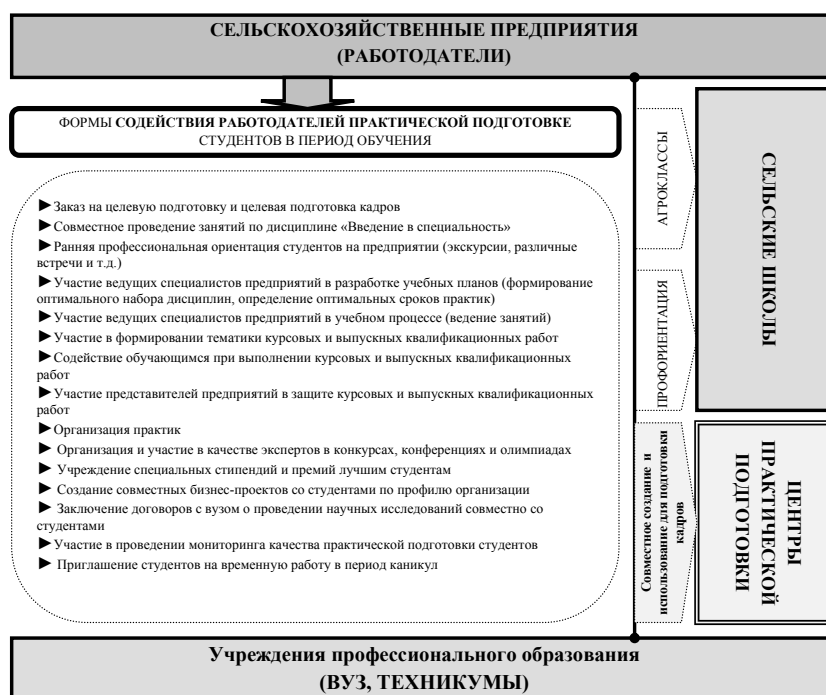 СЕЛЬСКОХОЗЯЙСТВЕННЫЕ ПРЕДПРИЯТИЯ
(РАБОТОДАТЕЛИ)
ФОРМЫ СОДЕЙСТВИЯ РАБОТОДАТЕЛЕЙ ПРАКТИЧЕСКОЙ ПОДГОТОВКЕ
СТУДЕНТОВ В ПЕРИОД ОБУЧЕНИЯ
►Заказ на целевую подготовку и целевая подготовка кадров
►Совместное проведение занятий по дисциплине «Введение в специальность»
►Ранняя профессиональная ориентация студентов на предприятии (экскурсии, различные
встречи и т.д.)
►Участие ведущих специалистов предприятий в разработке учебных планов (формирование
оптимального набора дисциплин, определение оптимальных сроков практик)
►Участие ведущих специалистов предприятий в учебном процессе (ведение занятий)
►Участие в формировании тематики курсовых и выпускных квалификационных работ
►Содействие обучающимся при выполнении курсовых и выпускных квалификационных
работ
►Участие представителей предприятий в защите курсовых и выпускных квалификационных
работ
►Организация практик
► Организация и участие в качестве экспертов в конкурсах, конференциях и олимпиадах
► Учреждение специальных стипендий и премий лучшим студентам
► Создание совместных бизнес-проектов со студентами по профилю организации
► Заключение договоров с вузом о проведении научных исследований совместно со
студентами
► Участие в проведении мониторинга качества практической подготовки студентов
► Приглашение студентов на временную работу в период каникул
АГРОКЛАССЫ
ПРОФОРИЕНТАЦИЯ
СЕЛЬСКИЕ ШКОЛЫ
Совместное создание и
использование для подготовки
кадров
ЦЕНТРЫ
ПРАКТИЧЕСКОЙ
ПОДГОТОВКИ
Учреждения профессионального образования
(ВУЗ, ТЕХНИКУМЫ)